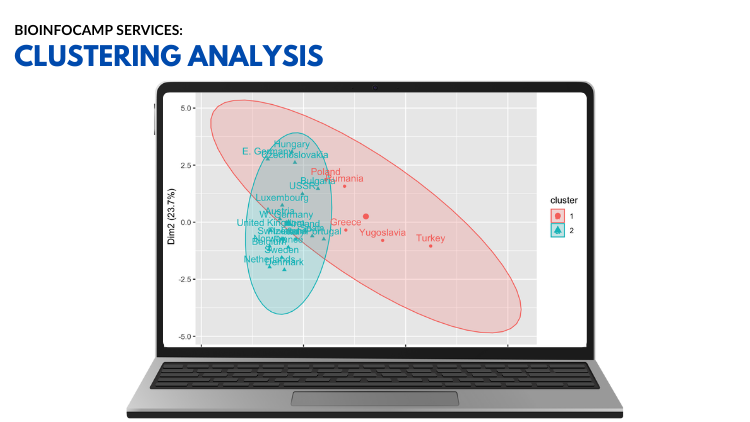 BIOINFOCAMP SERVICES:
CLUSTERING ANALYSIS
5.0
2.5
0.0
-2.5
-5.0
Dim2 (23.7%)
Hungary
E. Germany
Czechoslovakia
Poland
Rumania
Bulgaria
USSR
Luxembourg
Austria
W. Germany
United Kingdom
Greece
Portugal
Yugoslavia
Turkey
Belgium
Sweden
Netherlands
Denmark
cluster
1
2